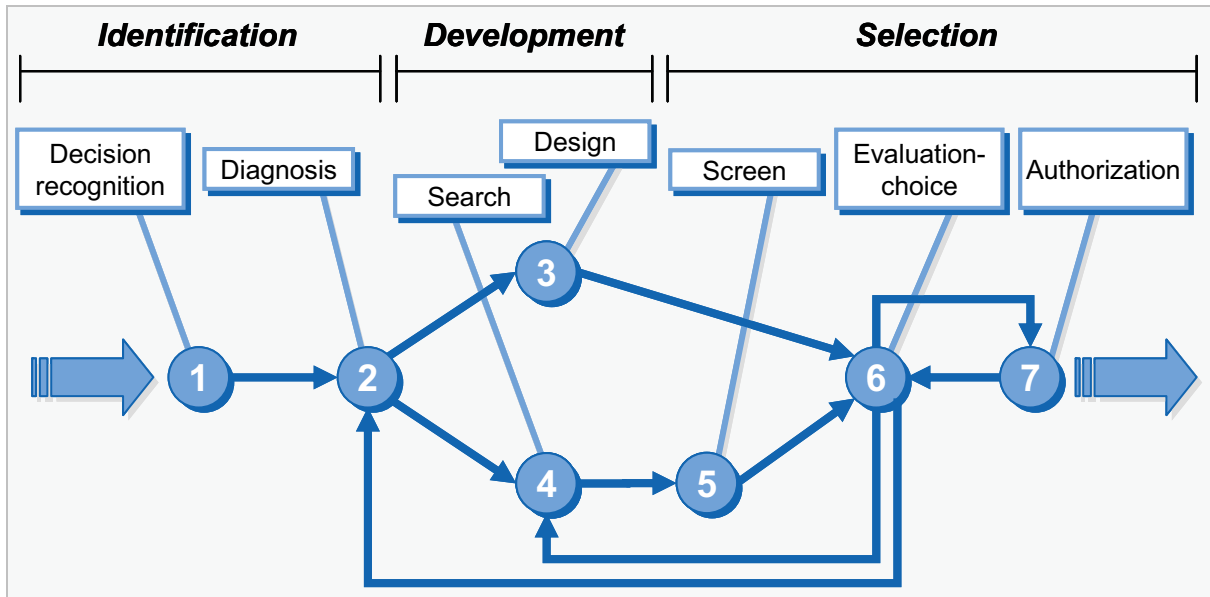 Identification
Development
Selection
Decision
recognition
Diagnosis
Search
Design
Screen
Evaluation-
choice
Authorization
1
2
3
4
5
6
7